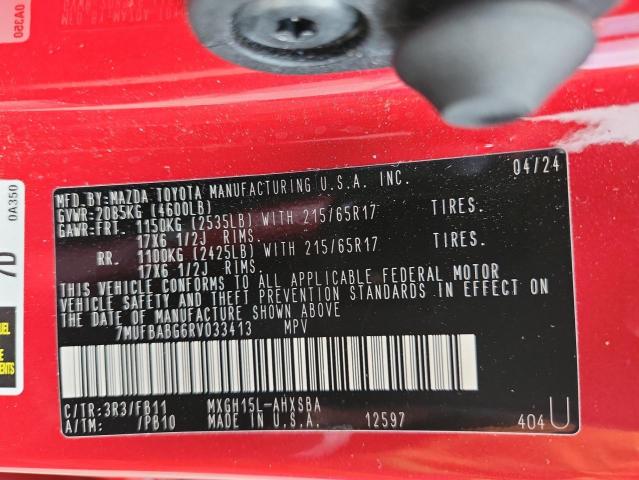 0A350
MFD.BY:MAZDA TOYOTA MANUFACTURING U.S.A. INC. 04/24
GVWR:2085KG (4600LB)
GAWR:FRT. 1150KG (2535LB) WITH 215/65R17 TIRES.
17X6 1/2J RIMS.
RR. 1100KG (2425LB) WITH 215/65R17 TIRES.
17X6 1/2J RIMS.
THIS VEHICLE CONFORMS TO ALL APPLICABLE FEDERAL MOTOR
VEHICLE SAFETY AND THEFT PREVENTION STANDARDS IN EFFECT ON
THE DATE OF MANUFACTURE SHOWN ABOVE
7MUFBABG6RV033413 MPV
C/TR:3R3/FB11 MXGH15L-AHXSBA
A/TM: /PB10 MADE IN U.S.A. 12597 404 U
0A350
7D